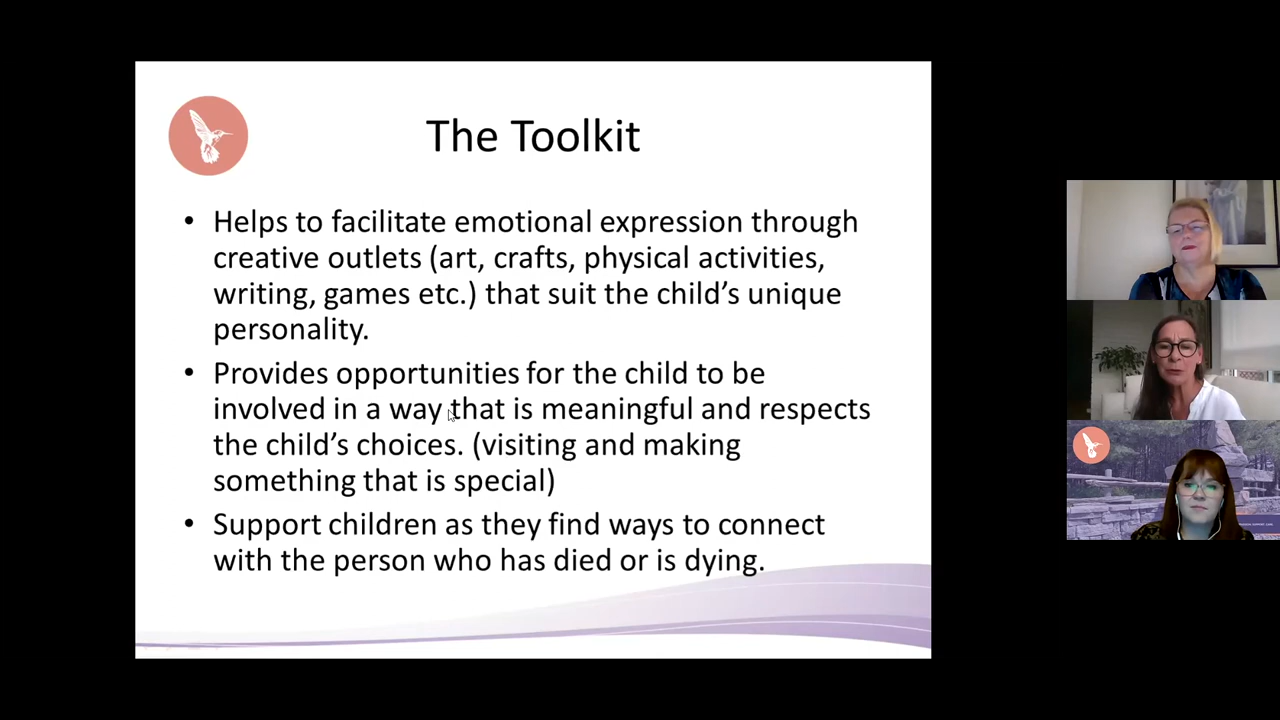 The Toolkit
• Helps to facilitate emotional expression through
creative outlets (art, crafts, physical activities,
writing, games etc.) that suit the child’s unique
personality.
• Provides opportunities for the child to be
involved in a way that is meaningful and respects
the child’s choices. (visiting and making
something that is special)
• Support children as they find ways to connect
with the person who has died or is dying.